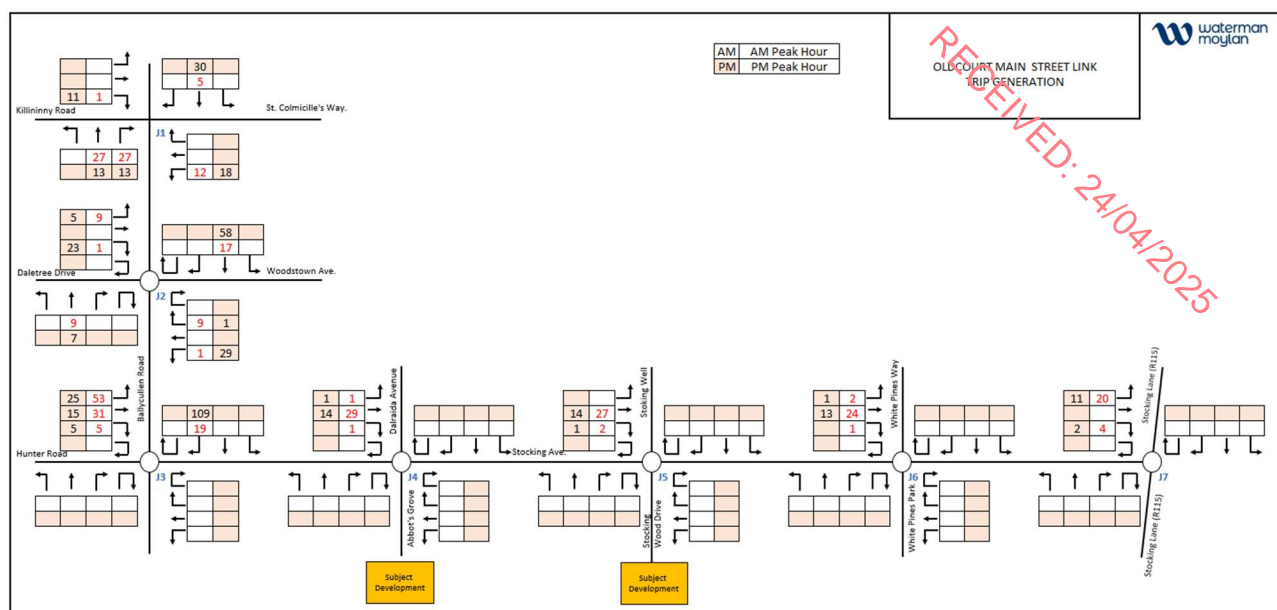 waterman
moylan
AM AM Peak Hour
PM PM Peak Hour
OLDCOURT MAIN STREET LINK
TRIP GENERATION
RECEIVED: 24/04/2025
30
5
11 1
Killininny Road
St. Colmicille's Way.
J1
27 27
13 13
12 18
5 9
23 1
58
17
Daletree Drive
Woodstown Ave.
J2
9
7
9 1
1 29
Ballycullen Road
25 53
15 31
5 5
109
19
Hunter Road
J3
Dalraida Avenue
1 1
14 29
1
Stocking Ave.
J4
Abbot's Grove
Stoking Well
14 27
1 2
J5
Stocking
Wood Drive
White Pines Way
1 2
13 24
1
J6
White Pines Park
Stocking Lane (R115)
11 20
2 4
J7
Stocking Lane (R115)
Subject
Development
Subject
Development